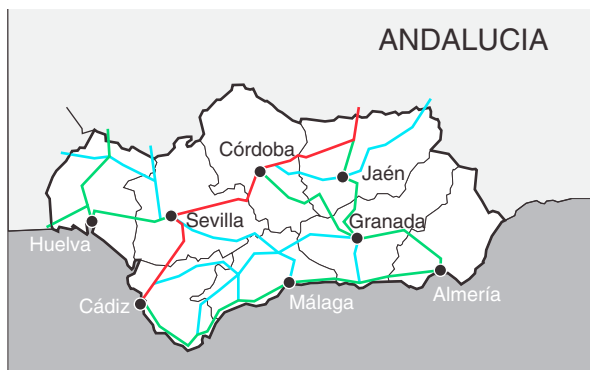 ANDALUCIA
Córdoba
Jaén
Sevilla
Granada
Huelva
Cádiz
Málaga
Almería